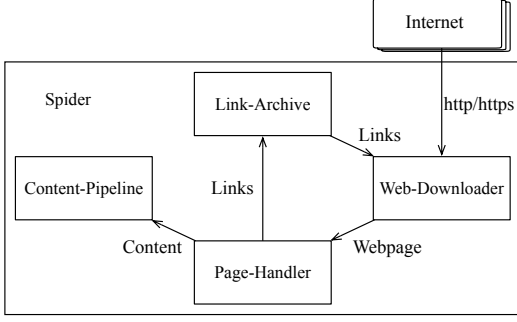 Internet
Spider
Link-Archive
http/https
Links
Content-Pipeline
Links
Web-Downloader
Content
Webpage
Page-Handler